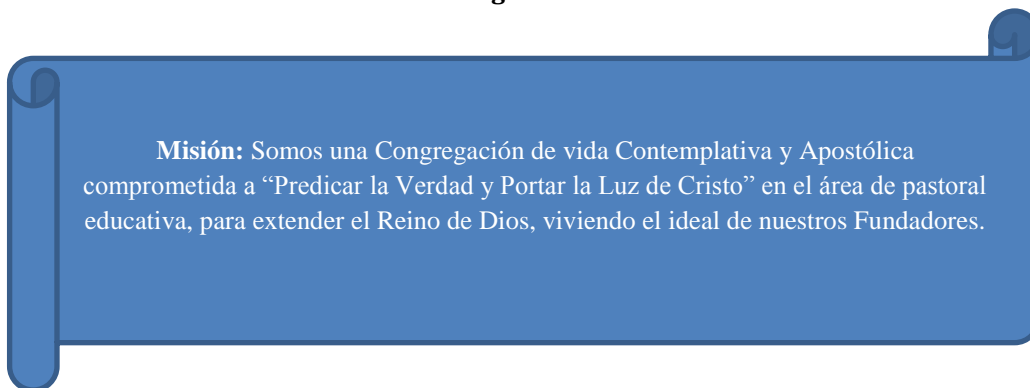 Misión: Somos una Congregación de vida Contemplativa y Apostólica
comprometida a “Predicar la Verdad y Portar la Luz de Cristo” en el área de pastoral
educativa, para extender el Reino de Dios, viviendo el ideal de nuestros Fundadores.